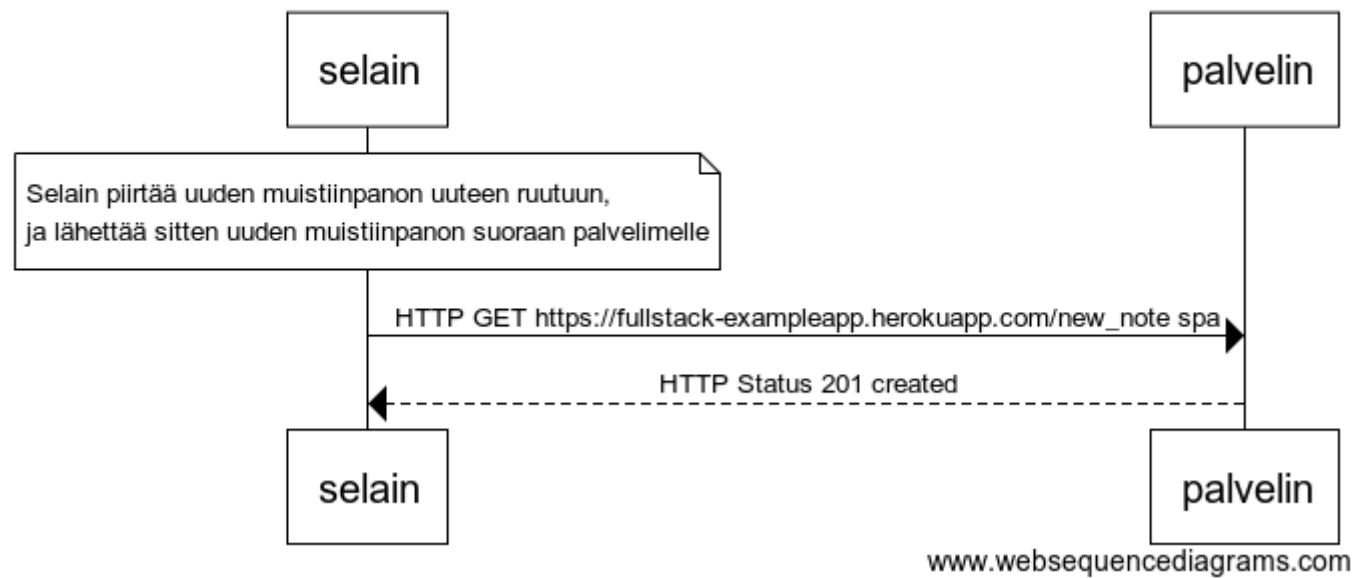 selain
palvelin
Selain piirtää uuden muistiinpanon uuteen ruutuun,
ja lähettää sitten uuden muistiinpanon suoraan palvelimelle
HTTP GET https://fullstack-exampleapp.herokuapp.com/new_note spa
HTTP Status 201 created
selain
palvelin
www.websequencediagrams.com